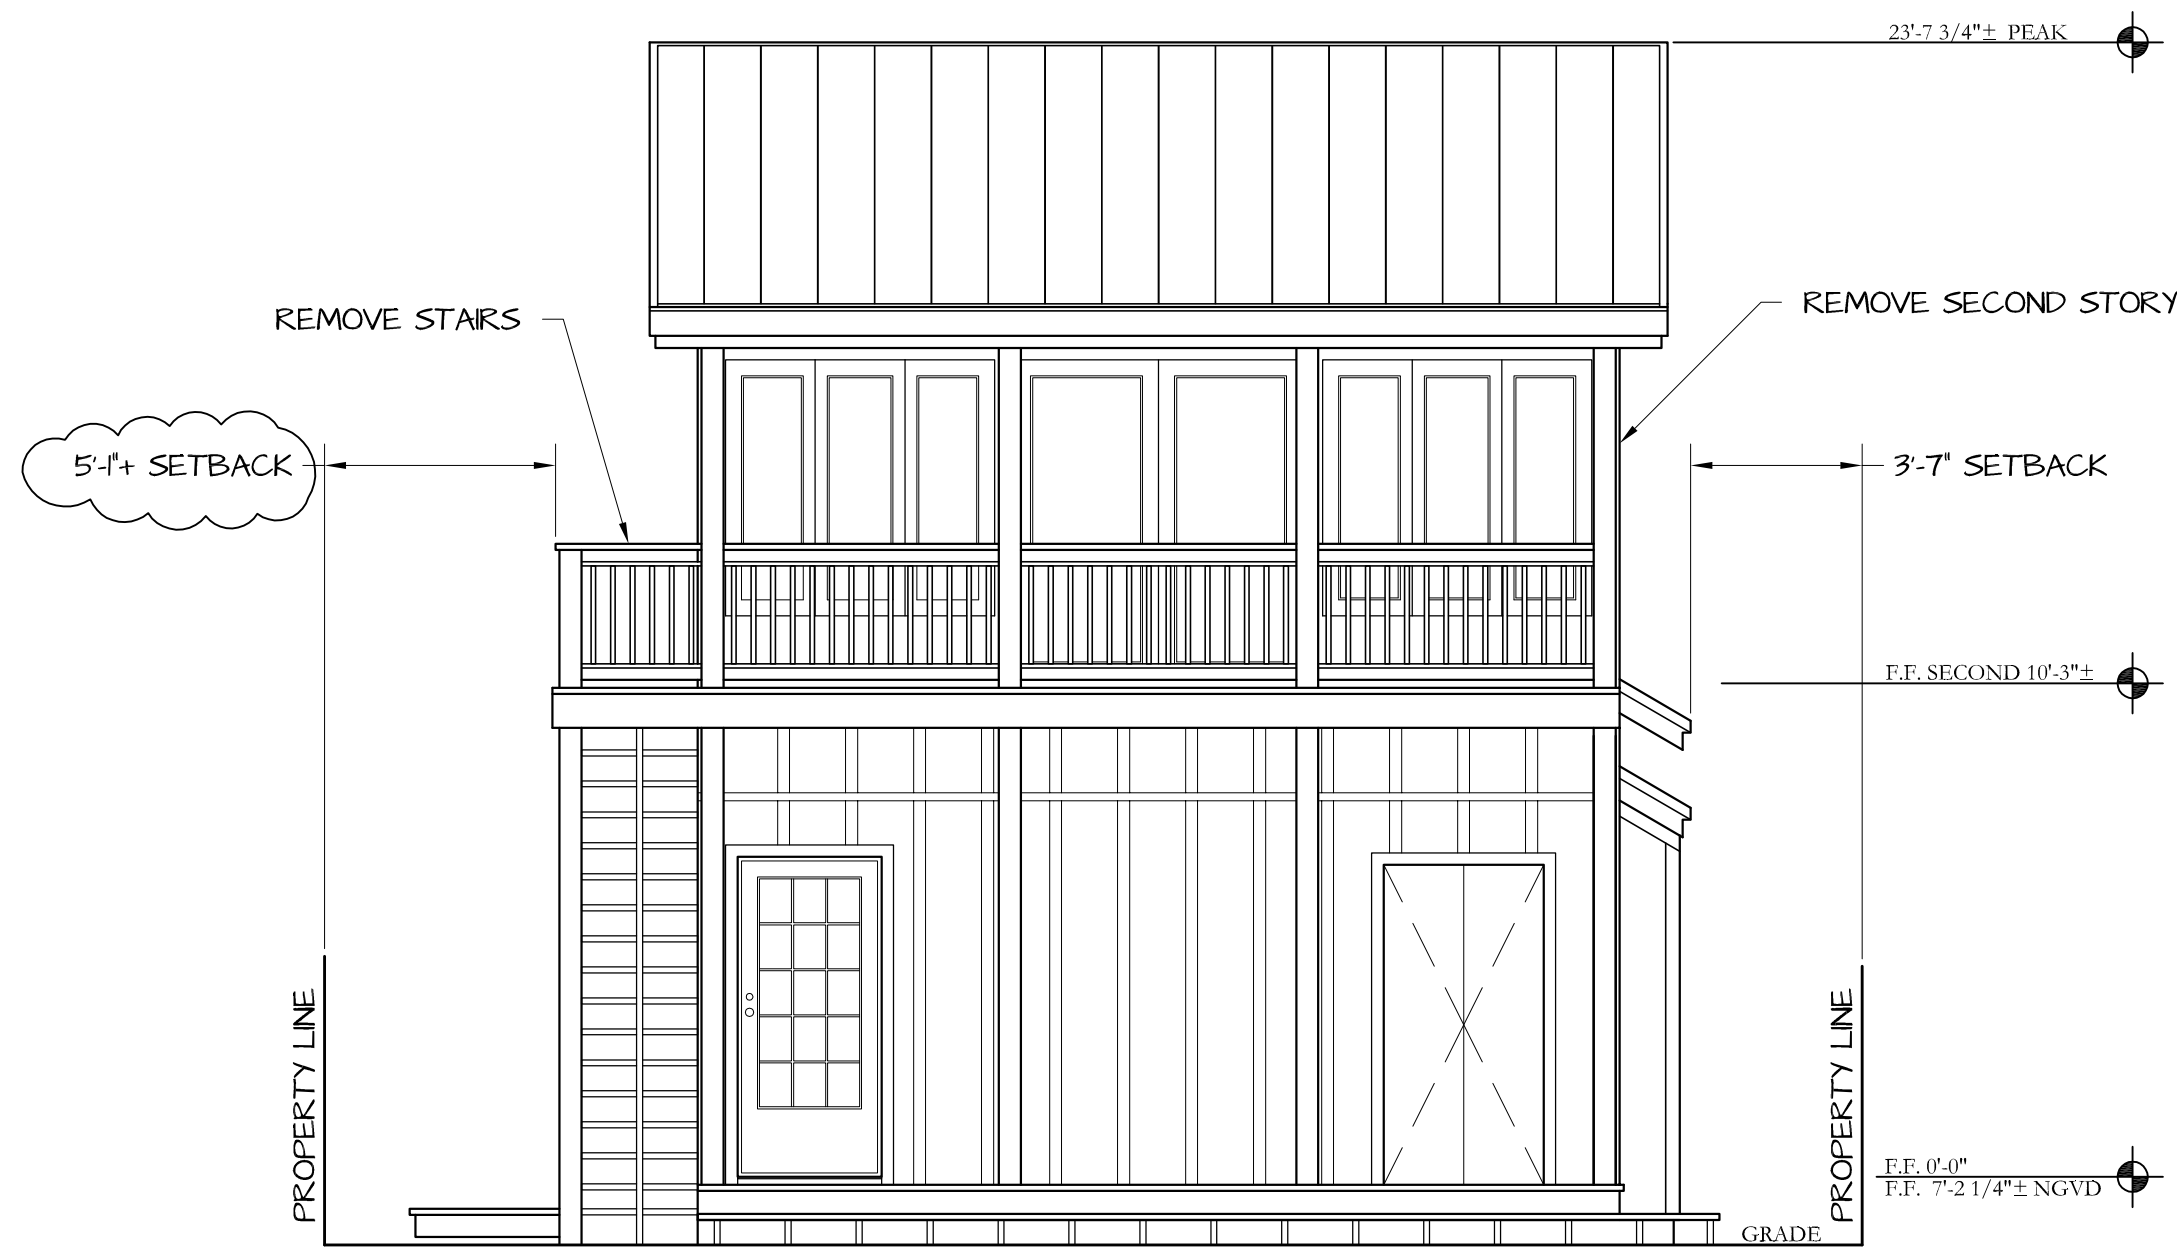 23'-7 3/4"± PEAK
REMOVE STAIRS
REMOVE SECOND STORY
5'-1"+ SETBACK
3'-7" SETBACK
F.F. SECOND 10'-3"±
PROPERTY LINE
PROPERTY LINE
F.F. 0'-0"
F.F. 7'-2 1/4"± NGVD
GRADE